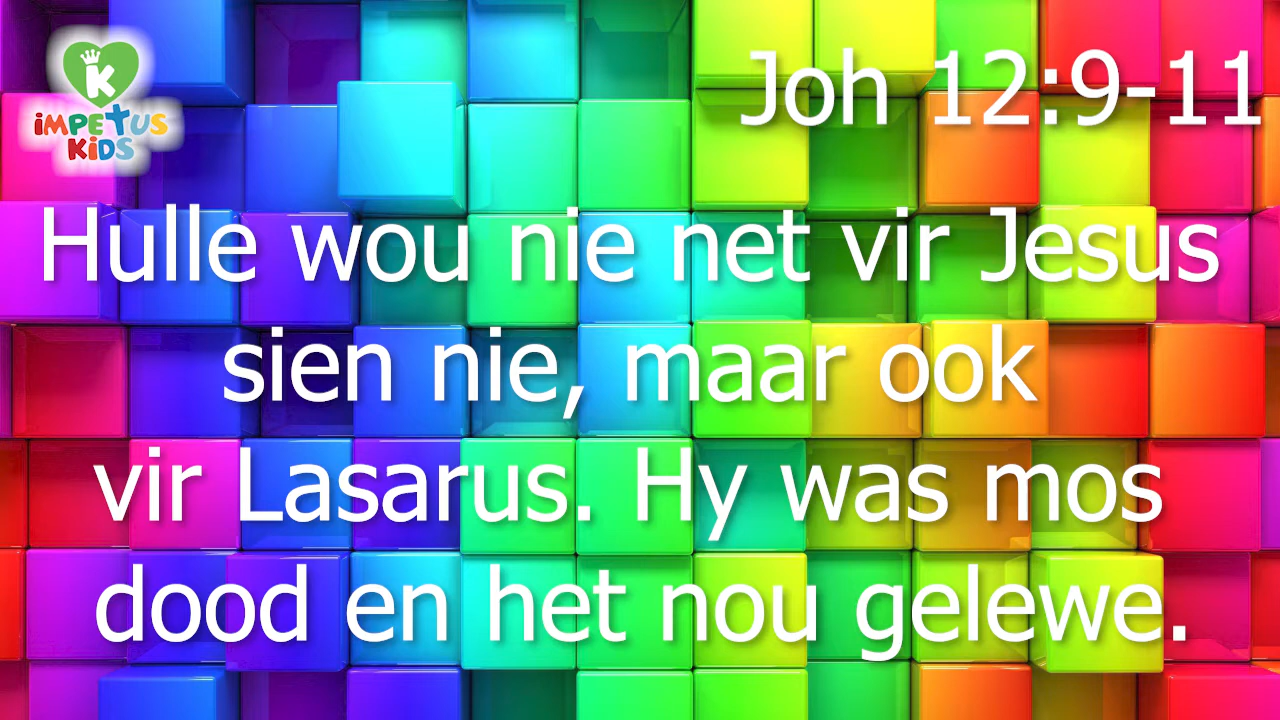 K
iMPETUS
KiDS
Joh 12:9-11
Hulle wou nie net vir Jesus
sien nie, maar ook
vir Lasarus. Hy was mos
dood en het nou gelewe.